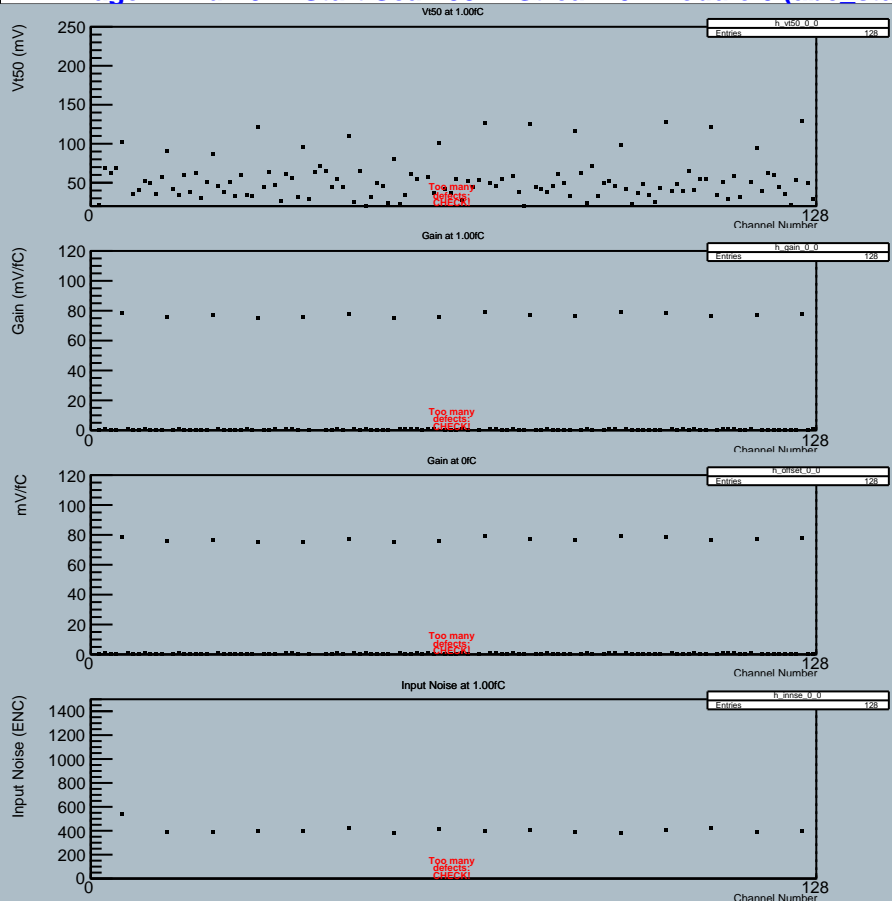 Vt50 at 1.00fC
h_vt50_0_0
Entries 128
Vt50 (mV)
250
200
150
100
50
Too many
defects:
CHECK!
0
128
Channel Number
Gain at 1.00fC
h_gain_0_0
Entries 128
Gain (mV/fC)
120
100
80
60
40
20
0
Too many
defects:
CHECK!
0
128
Channel Number
Gain at 0fC
h_offset_0_0
Entries 128
mV/fC
120
100
80
60
40
20
0
Too many
defects:
CHECK!
0
128
Channel Number
Input Noise at 1.00fC
h_innse_0_0
Entries 128
Input Noise (ENC)
1400
1200
1000
800
600
400
200
0
Too many
defects:
CHECK!
0
128
Channel Number